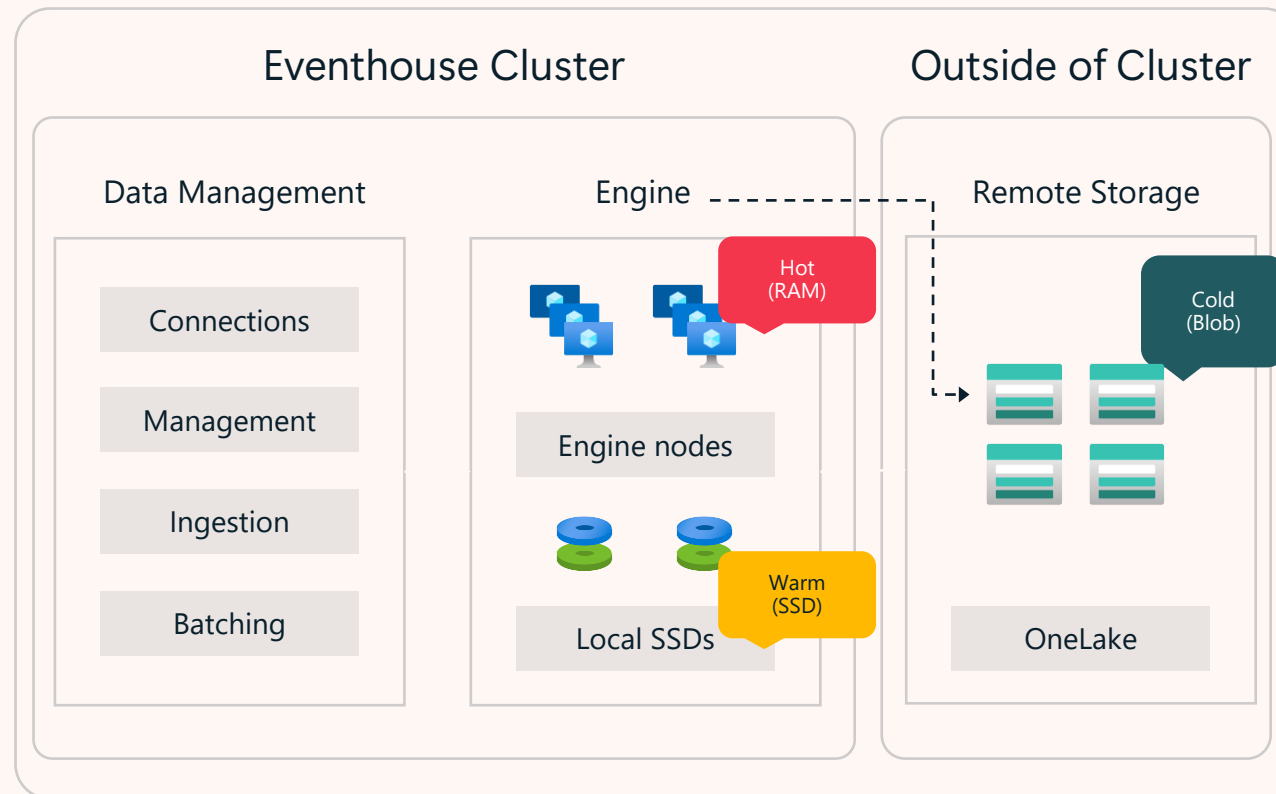 Eventhouse Cluster
Outside of Cluster
Data Management
Connections
Management
Ingestion
Batching
Engine
Hot
(RAM)
Engine nodes
Warm
(SSD)
Local SSDs
Remote Storage
Cold
(Blob)
OneLake